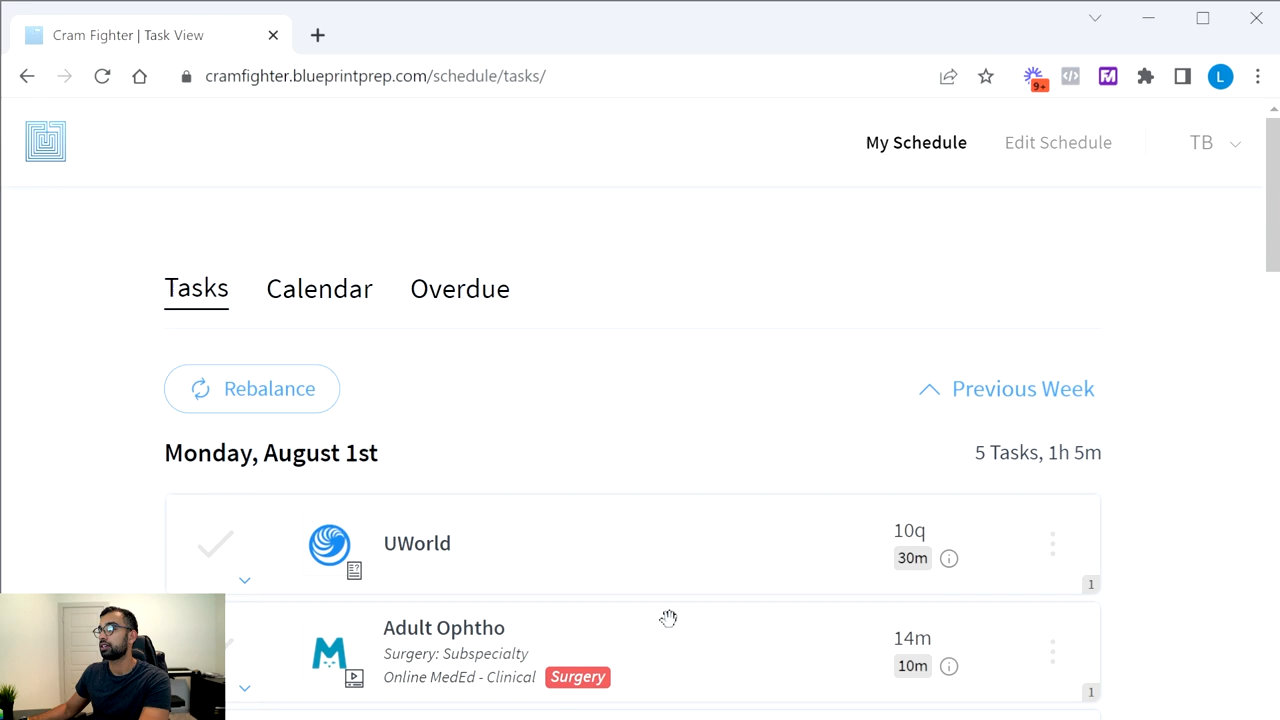 Cram Fighter | Task View
cramfighter.blueprintprep.com/schedule/tasks/
9+
L
My Schedule
Edit Schedule
TB
Tasks
Calendar
Overdue
Rebalance
Previous Week
Monday, August 1st
5 Tasks, 1h 5m
UWorld
10q
30m
1
Adult Ophtho
Surgery: Subspecialty
Online MedEd - Clinical
Surgery
14m
10m
1